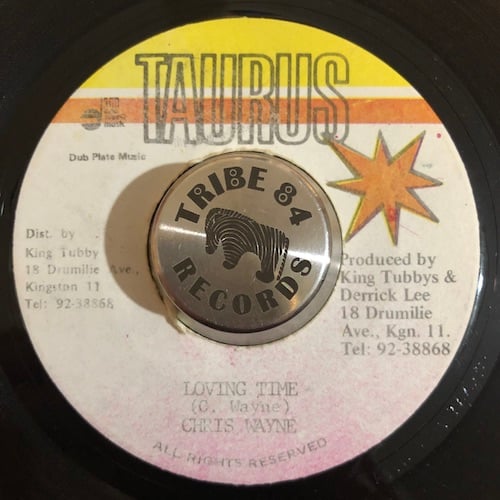 TAURUS
Dub Plate Music
TRIBE 84
RECORDS
Dist. by
King Tubby
18 Drumilie Ave.,
Kingston 11
Tel: 92-38868
Produced by
King Tubbys &
Derrick Lee
18 Drumilie
Ave., Kgn. 11.
Tel: 92-38868
LOVING TIME
(C. Wayne)
CHRIS WAYNE
ALL RIGHTS RESERVED